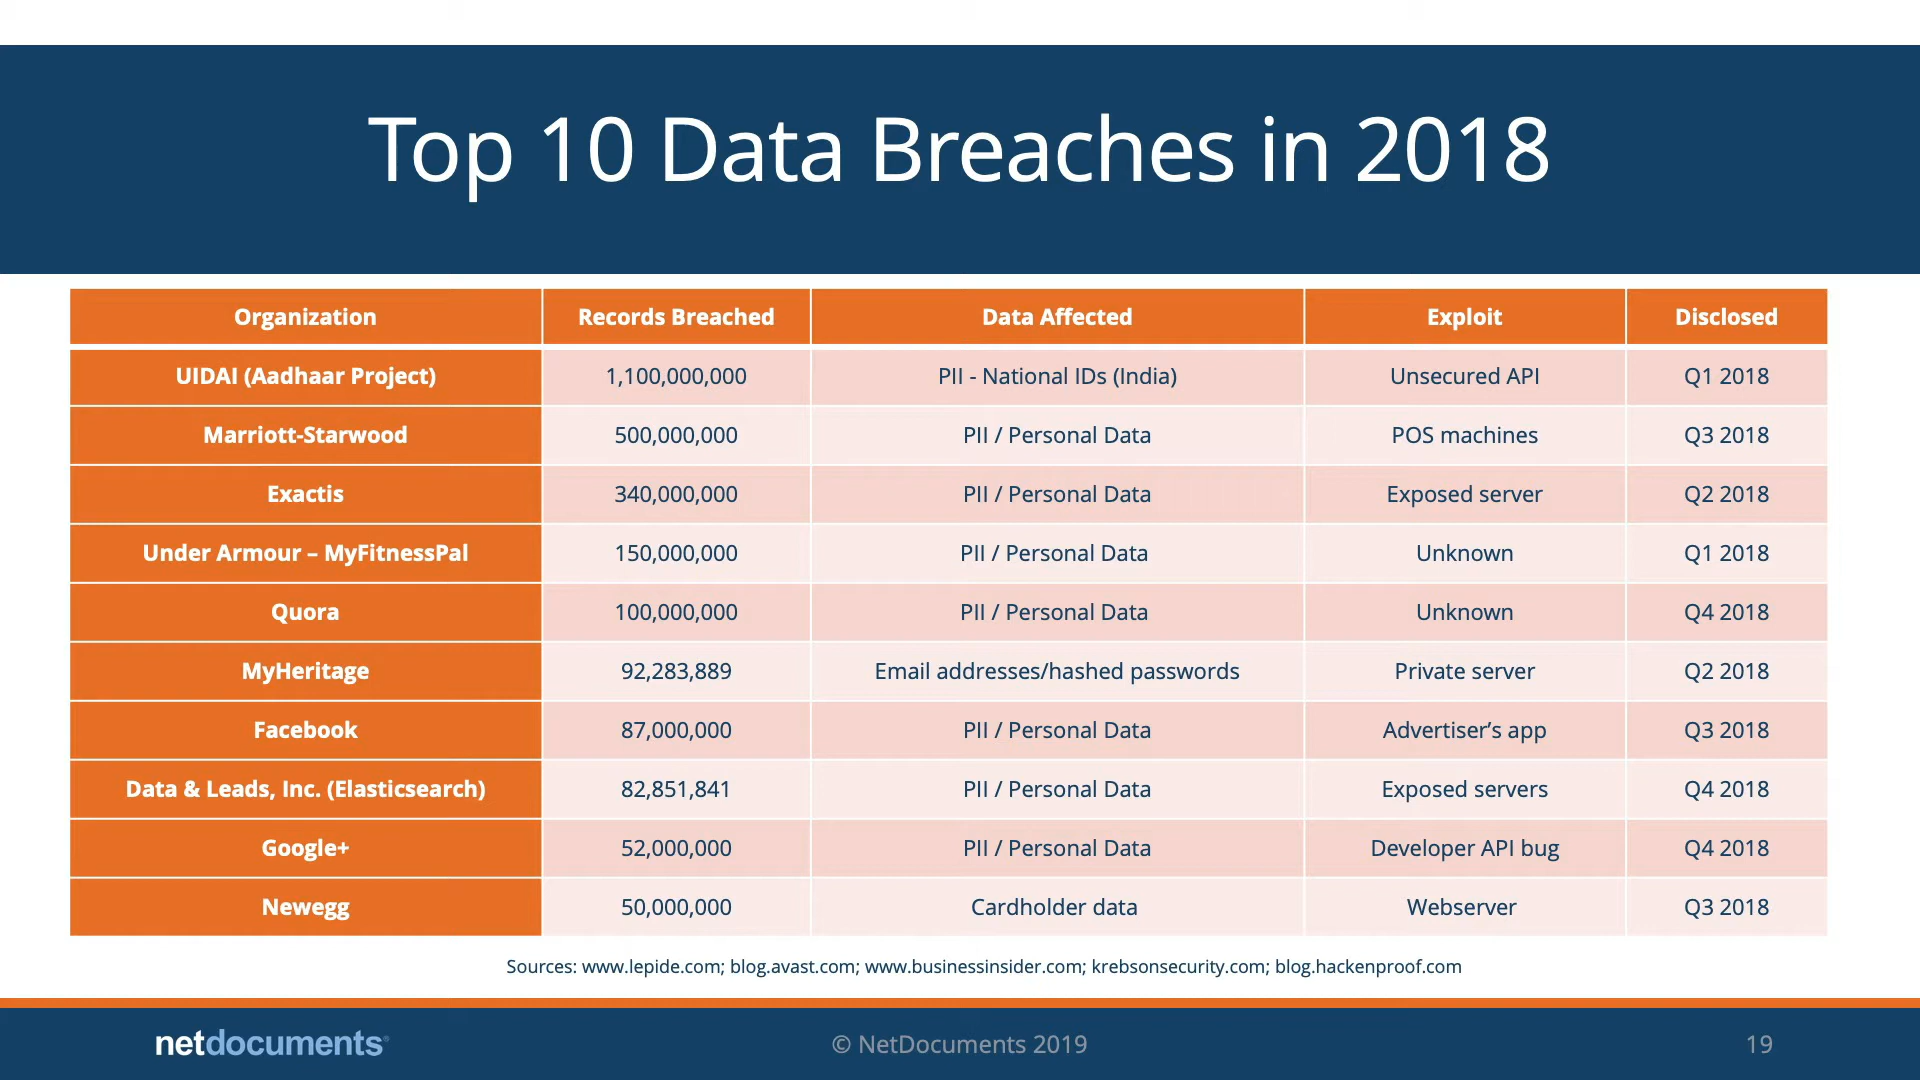 Top 10 Data Breaches in 2018
Organization Records Breached Data Affected Exploit Disclosed
UIDAI (Aadhaar Project) 1,100,000,000 PII - National IDs (India) Unsecured API Q1 2018
Marriott-Starwood 500,000,000 PII / Personal Data POS machines Q3 2018
Exactis 340,000,000 PII / Personal Data Exposed server Q2 2018
Under Armour – MyFitnessPal 150,000,000 PII / Personal Data Unknown Q1 2018
Quora 100,000,000 PII / Personal Data Unknown Q4 2018
MyHeritage 92,283,889 Email addresses/hashed passwords Private server Q2 2018
Facebook 87,000,000 PII / Personal Data Advertiser’s app Q3 2018
Data & Leads, Inc. (Elasticsearch) 82,851,841 PII / Personal Data Exposed servers Q4 2018
Google+ 52,000,000 PII / Personal Data Developer API bug Q4 2018
Newegg 50,000,000 Cardholder data Webserver Q3 2018
Sources: www.lepide.com; blog.avast.com; www.businessinsider.com; krebsonsecurity.com; blog.hackenproof.com
netdocuments® © NetDocuments 2019 19